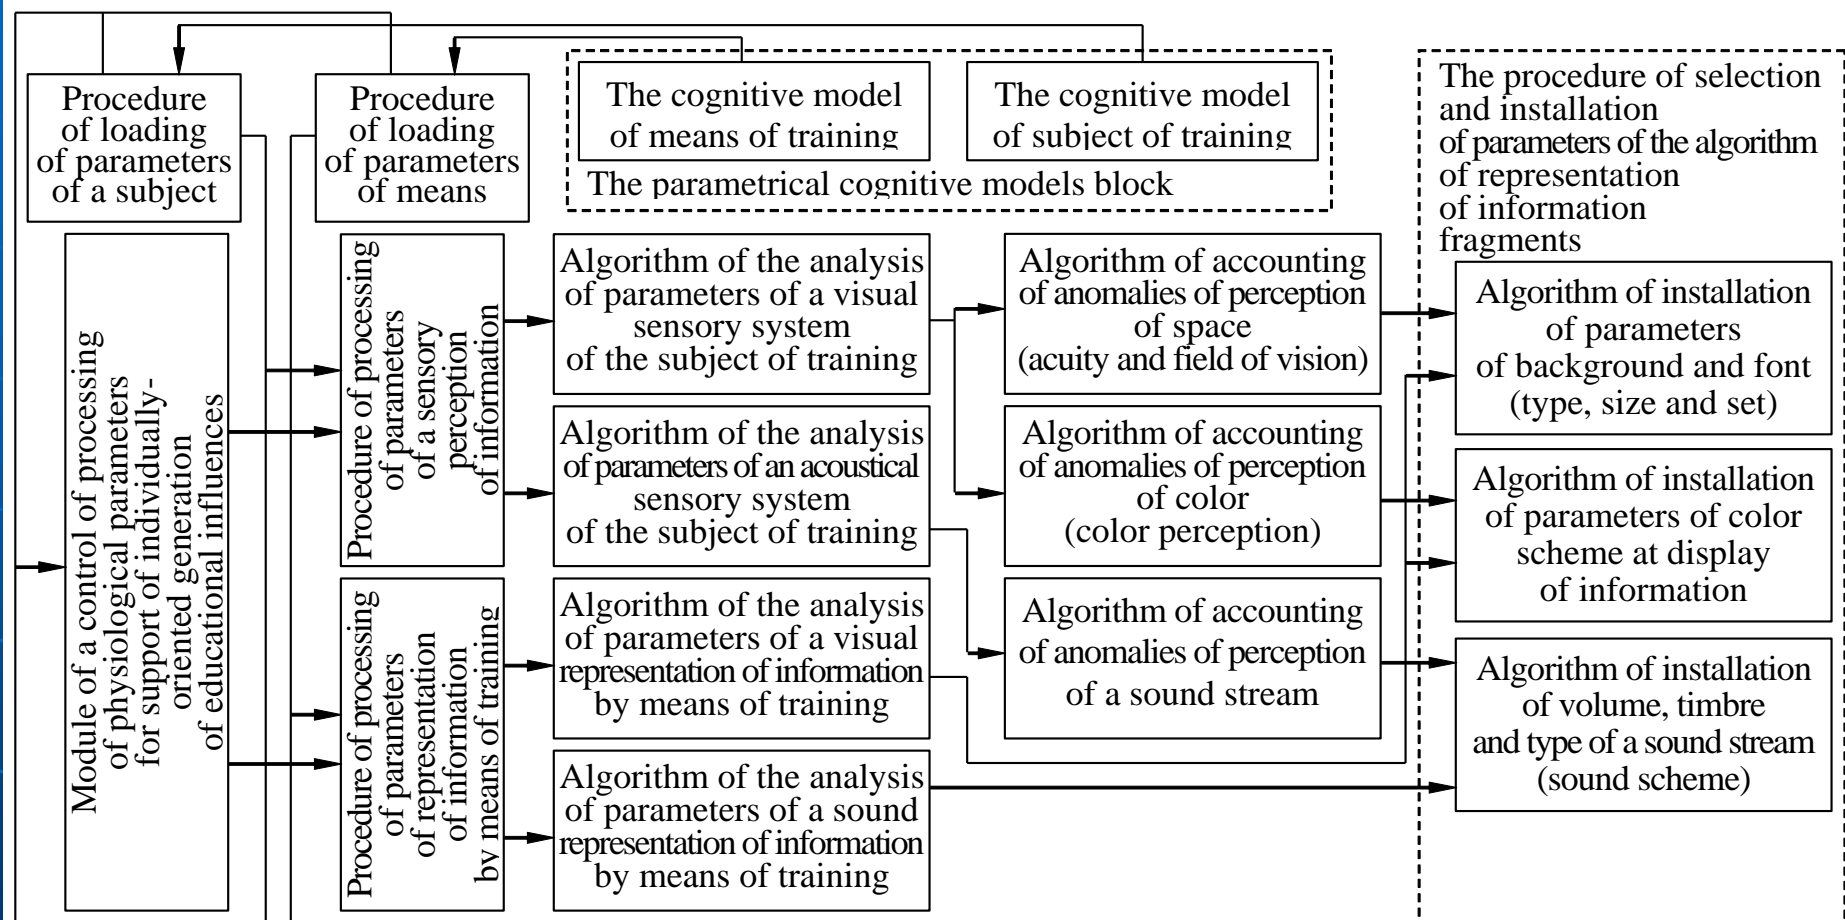 Procedure
of loading
of parameters
of a subject
Procedure
of loading
of parameters
of means
The cognitive model
of means of training
The cognitive model
of subject of training
The parametrical cognitive models block
The procedure of selection
and installation
of parameters of the algorithm
of representation
of information
fragments
Module of a control of processing
of physiological parameters
for support of individually-
oriented generation
of educational influences
Procedure of processing
of parameters
of a sensory
perception
of information
Procedure of processing
of parameters
of representation
of information
by means of training
Algorithm of the analysis
of parameters of a visual
sensory system
of the subject of training
Algorithm of the analysis
of parameters of an acoustical
sensory system
of the subject of training
Algorithm of the analysis
of parameters of a visual
representation of information
by means of training
Algorithm of the analysis
of parameters of a sound
representation of information
by means of training
Algorithm of accounting
of anomalies of perception
of space
(acuity and field of vision)
Algorithm of accounting
of anomalies of perception
of color
(color perception)
Algorithm of accounting
of anomalies of perception
of a sound stream
Algorithm of installation
of parameters
of background and font
(type, size and set)
Algorithm of installation
of parameters of color
scheme at display
of information
Algorithm of installation
of volume, timbre
and type of a sound stream
(sound scheme)